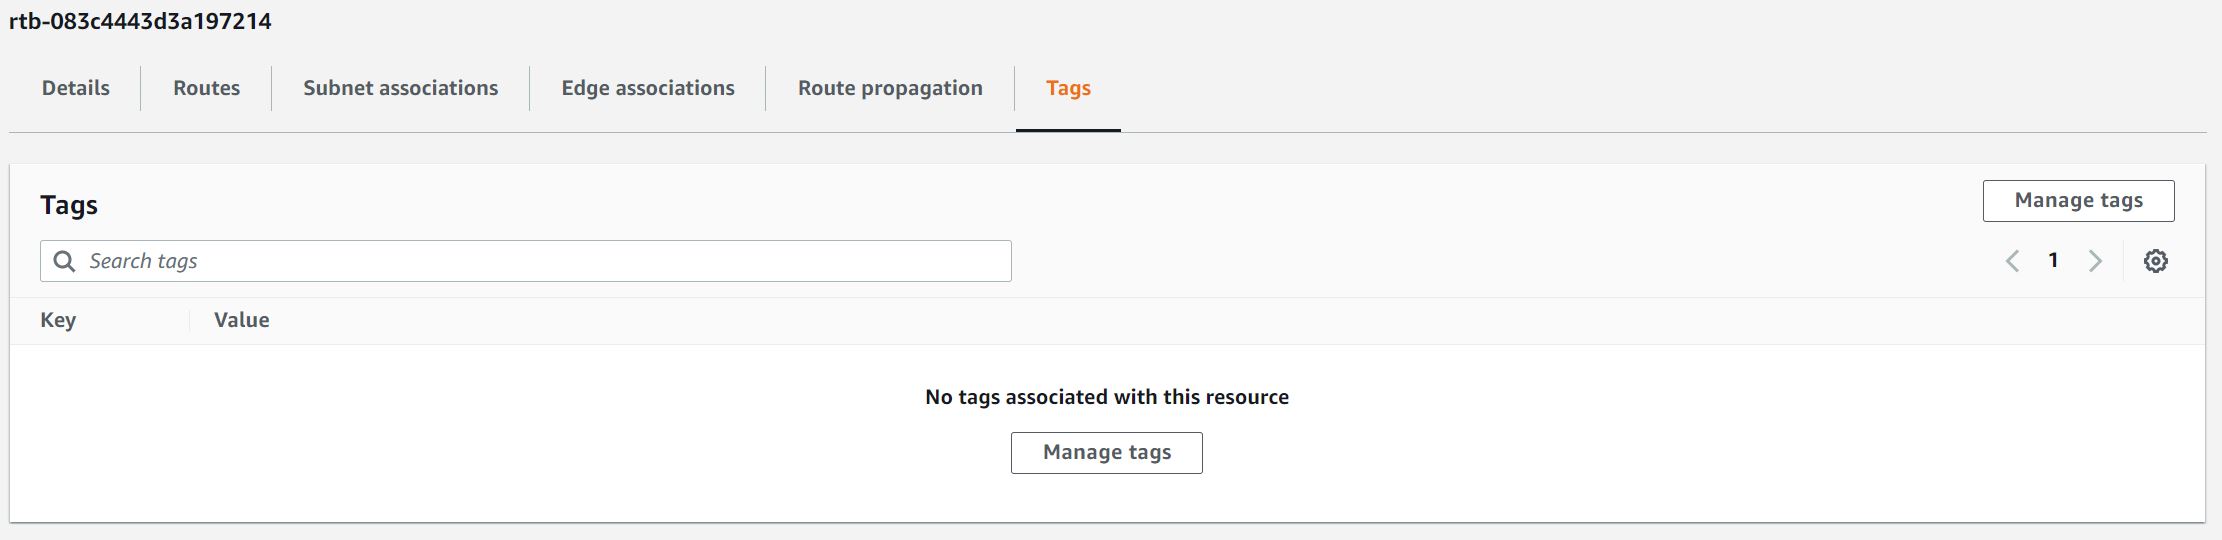 rtb-083c4443d3a197214
Details Routes Subnet associations Edge associations Route propagation Tags
Tags
Manage tags
Search tags
1
Key Value
No tags associated with this resource
Manage tags